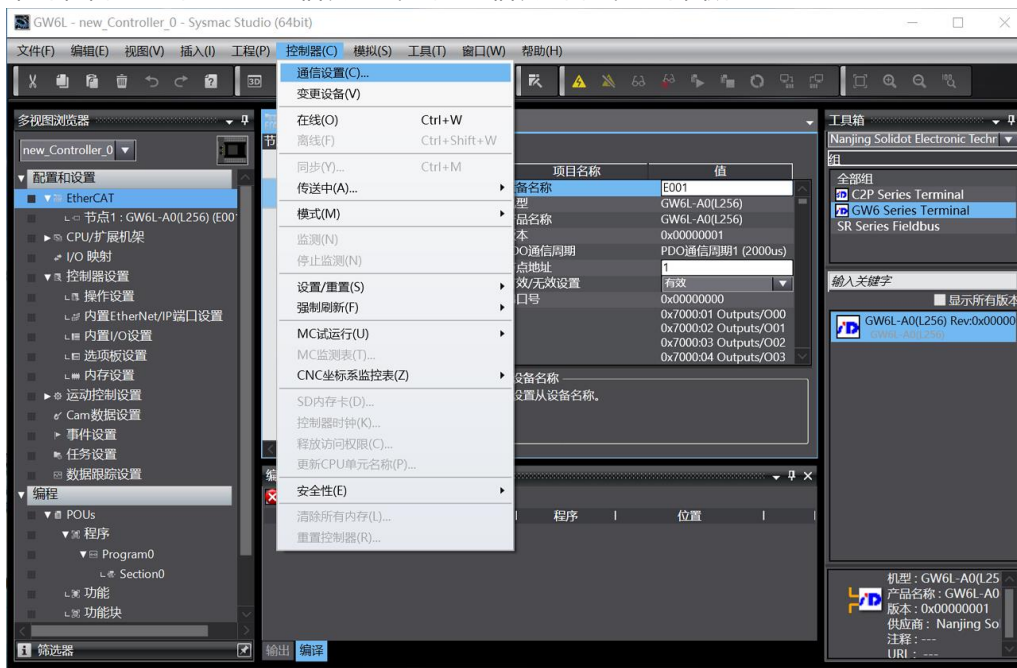 GW6L - new_Controller_0 - Sysmac Studio (64bit)
文件(F) 编辑(E) 视图(V) 插入(I) 工程(P) 控制器(C) 模拟(S) 工具(T) 窗口(W) 帮助(H)
多视图浏览器
new_Controller_0
配置和设置
EtherCAT
节点1 : GW6L-A0(L256) (E00
CPU/扩展机架
I/O 映射
控制器设置
操作设置
内置EtherNet/IP端口设置
内置I/O设置
选项板设置
内存设置
运动控制设置
Cam数据设置
事件设置
任务设置
数据跟踪设置
编程
POUs
程序
Program0
Section0
功能
功能块
筛选器
通信设置(C)...
变更设备(V)
在线(O) Ctrl+W
离线(F) Ctrl+Shift+W
同步(Y)... Ctrl+M
传送中(A)...
模式(M)
监测(N)
停止监测(N)
设置/重置(S)
强制刷新(F)
MC试运行(U)
MC监测表(T)...
CNC坐标系监控表(Z)
SD内存卡(D)...
控制器时钟(K)...
释放访问权限(C)...
更新CPU单元名称(P)...
安全性(E)
清除所有内存(L)...
重置控制器(R)...
节
项目名称 值
备名称 E001
型 GW6L-A0(L256)
品名称 GW6L-A0(L256)
本 0x00000001
DO通信周期 PDO通信周期1 (2000us)
点地址 1
效/无效设置 有效
口号 0x00000000
0x7000:01 Outputs/O00
0x7000:02 Outputs/O01
0x7000:03 Outputs/O02
0x7000:04 Outputs/O03
设备名称
设置从设备名称。
编
程序 位置
输出 编译
工具箱
Nanjing Solidot Electronic Techr
组
全部组
C2P Series Terminal
GW6 Series Terminal
SR Series Fieldbus
输入关键字
显示所有版本
GW6L-A0(L256) Rev:0x00000
GW6L-A0(L256)
机型 : GW6L-A0(L25
产品名称 : GW6L-A0
版本 : 0x00000001
供应商 : Nanjing So
注释 : ---
URL : ---